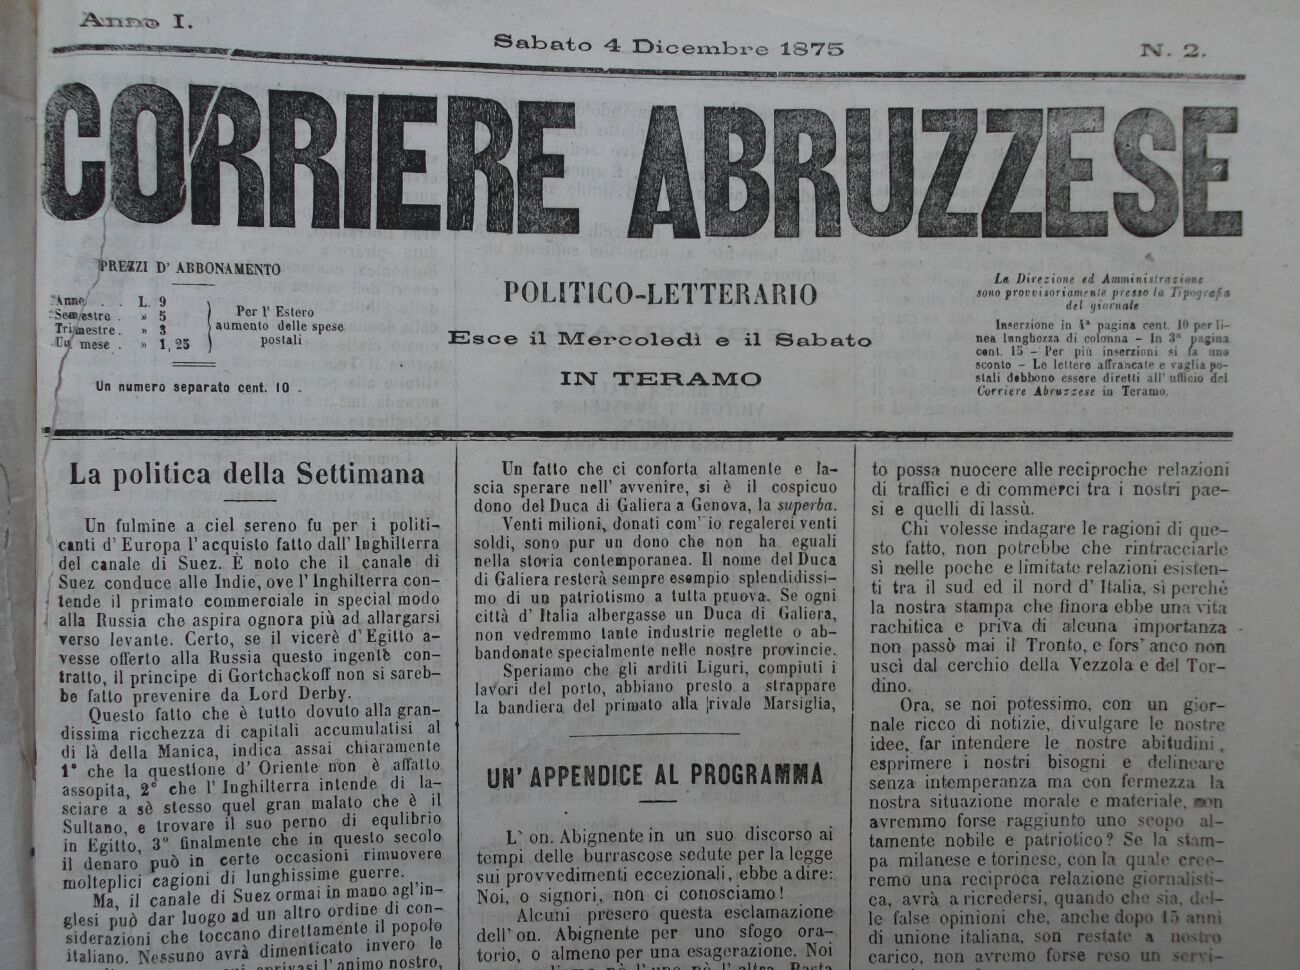 Anno I.
Sabato 4 Dicembre 1875
N. 2.
CORRIERE ABRUZZESE
PREZZI D' ABBONAMENTO
Anno . . L. 9
Semestre . » 5
Trimestre . » 3
Un mese . » 1, 25
Per l' Estero
aumento delle spese
postali
Un numero separato cent. 10 .
POLITICO-LETTERARIO
Esce il Mercoledì e il Sabato
IN TERAMO
La Direzione ed Amministrazione
sono provvisoriamente presso la Tipografia
del giornale
Inserzione in 4ª pagina cent. 10 per li-
nea lunghozza di colonna – In 3ª pagina
cent. 15 – Per più inserzioni si fa uno
sconto – Le lettere affrancate e vaglia po-
stali debbono essere diretti all' ufficio del
Corriere Abruzzese in Teramo.
La politica della Settimana
Un fulmine a ciel sereno fu per i politi-
canti d' Europa l' acquisto fatto dall' Inghilterra
del canale di Suez. È noto che il canale di
Suez conduce alle Indie, ove l' Inghilterra con-
tende il primato commerciale in special modo
alla Russia che aspira ognora più ad allargarsi
verso levante. Certo, se il vicerè d' Egitto a-
vesse offerto alla Russia questo ingente con-
tratto, il principe di Gortchackoff non si sareb-
be fatto prevenire da Lord Derby.
Questo fatto che è tutto dovuto alla gran-
dissima ricchezza di capitali accumulatisi al
di là della Manica, indica assai chiaramente
1° che la questione d' Oriente non è affatto
assopita, 2° che l' Inghilterra intende di la-
sciare a sè stesso quel gran malato che è il
Sultano, e trovare il suo perno di equlibrio
in Egitto, 3° finalmente che in questo secolo
il denaro può in certe occasioni rimuovere
molteplici cagioni di lunghissime guerre.
Ma, il canale di Suez ormai in mano agl'in-
glesi può dar luogo ad un altro ordine di con-
siderazioni che toccano direttamente il popolo
italiano. Nessuno avrà dimenticato invero le
l' animo nostro,
Un fatto che ci conforta altamente e la-
scia sperare nell' avvenire, si è il cospicuo
dono del Duca di Galiera a Genova, la superba.
Venti milioni, donati com' io regalerei venti
soldi, sono pur un dono che non ha eguali
nella storia contemporanea. Il nome del Duca
di Galiera resterà sempre esempio splendidissi-
mo di un patriotismo a tutta pruova. Se ogni
città d' Italia albergasse un Duca di Galiera,
non vedremmo tante industrie neglette o ab-
bandonate specialmente nelle nostre provincie.
Speriamo che gli arditi Liguri, compiuti i
lavori del porto, abbiano presto a strappare
la bandiera del primato alla rivale Marsiglia,
UN' APPENDICE AL PROGRAMMA
L' on. Abignente in un suo discorso ai
tempi delle burrascose sedute per la legge
sui provvedimenti eccezionali, ebbe a dire:
Noi, o signori, non ci conosciamo!
Alcuni presero questa esclamazione
dell' on. Abignente per uno sfogo ora-
torio, o almeno per una esagerazione. Noi
nè l' uno nè l' altra. Basta
to possa nuocere alle reciproche relazioni
di traffici e di commerci tra i nostri pae-
si e quelli di lassù.
Chi volesse indagare le ragioni di que-
sto fatto, non potrebbe che rintracciarle
sì nelle poche e limitate relazioni esisten-
ti tra il sud ed il nord d' Italia, sì perchè
la nostra stampa che finora ebbe una vita
rachitica e priva di alcuna importanza
non passò mai il Tronto, e fors' anco non
uscì dal cerchio della Vezzola e del Tor-
dino.
Ora, se noi potessimo, con un gior-
nale ricco di notizie, divulgare le nostre
idee, far intendere le nostre abitudini,
esprimere i nostri bisogni e delineare
senza intemperanza ma con fermezza la
nostra situazione morale e materiale, non
avremmo forse raggiunto uno scopo al-
tamente nobile e patriotico? Se la stam-
pa milanese e torinese, con la quale cree-
remo una reciproca relazione giornalisti-
ca, avrà a ricredersi, quando che sia, del-
le false opinioni che, anche dopo 15 anni
di unione italiana, son restate a nostro
carico, non avremo forse reso un servi-